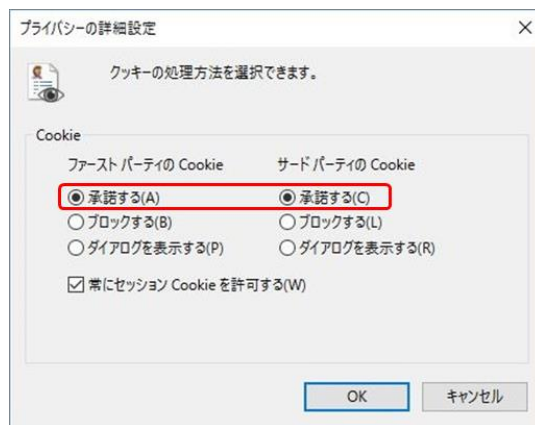 プライバシーの詳細設定
クッキーの処理方法を選択できます。
Cookie
ファースト パーティの Cookie サード パーティの Cookie
承諾する(A) 承諾する(C)
ブロックする(B) ブロックする(L)
ダイアログを表示する(P) ダイアログを表示する(R)
常にセッション Cookie を許可する(W)
OK キャンセル